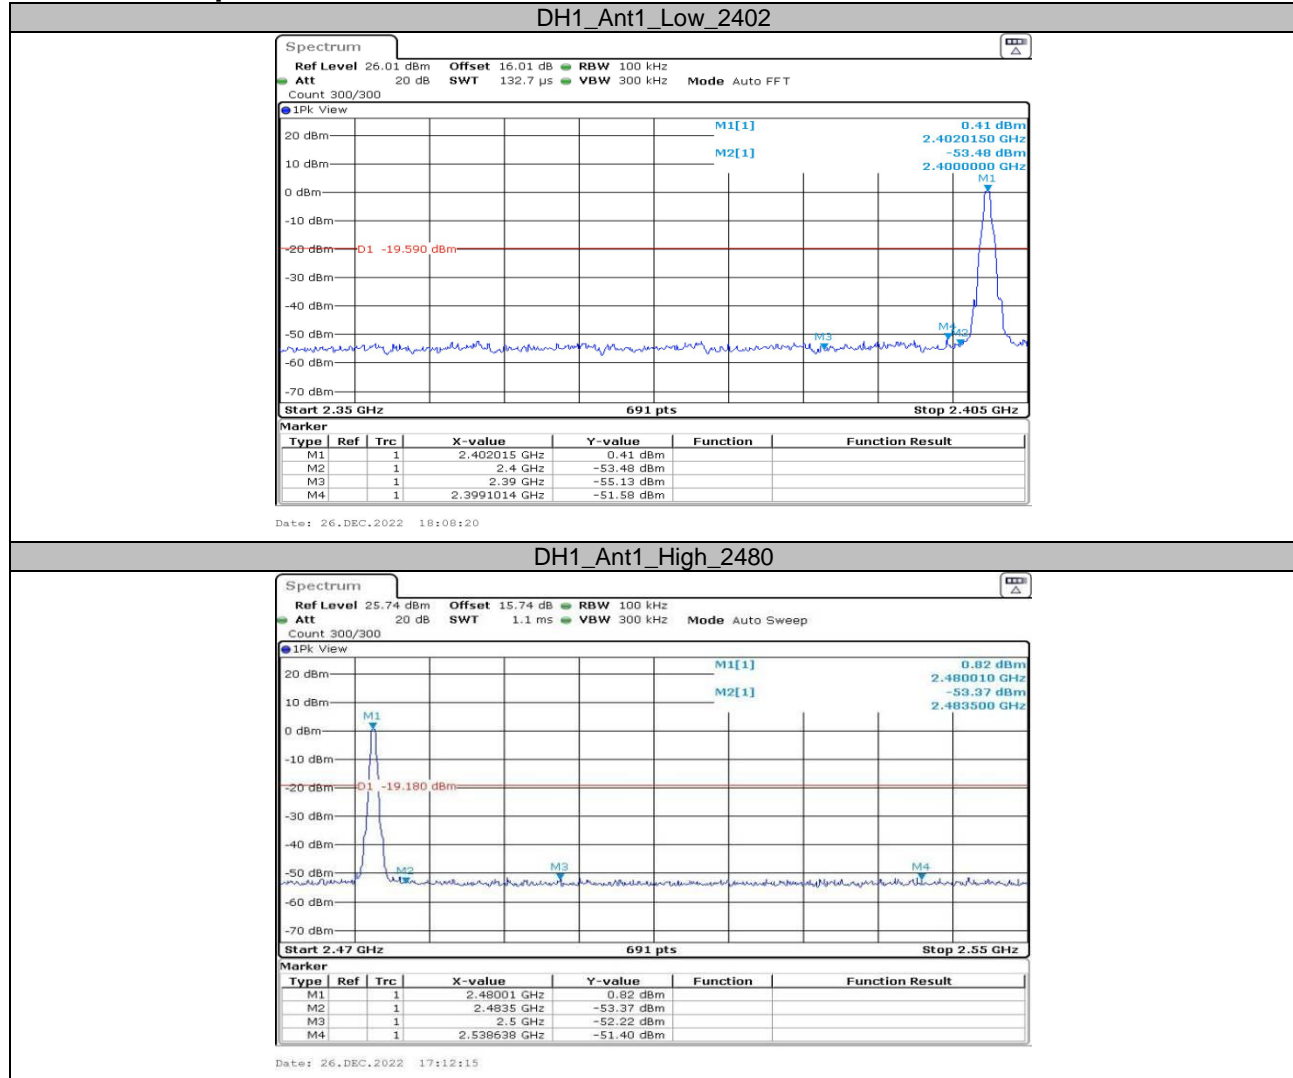 DH1_Ant1_Low_2402
Spectrum
Ref Level 26.01 dBm Offset 16.01 dB RBW 100 kHz
Att 20 dB SWT 132.7 µs VBW 300 kHz Mode Auto FFT
Count 300/300
1Pk View
M1[1] 0.41 dBm
2.4020150 GHz
M2[1] -53.48 dBm
2.4000000 GHz
20 dBm
10 dBm
M1
0 dBm
-10 dBm
-20 dBm D1 -19.590 dBm
-30 dBm
-40 dBm
-50 dBm
M3 M4 M2
-60 dBm
-70 dBm
Start 2.35 GHz 691 pts Stop 2.405 GHz
Marker
Type Ref Trc X-value Y-value Function Function Result
M1 1 2.402015 GHz 0.41 dBm
M2 1 2.4 GHz -53.48 dBm
M3 1 2.39 GHz -55.13 dBm
M4 1 2.3991014 GHz -51.58 dBm
Date: 26.DEC.2022 18:08:20
DH1_Ant1_High_2480
Spectrum
Ref Level 25.74 dBm Offset 15.74 dB RBW 100 kHz
Att 20 dB SWT 1.1 ms VBW 300 kHz Mode Auto Sweep
Count 300/300
1Pk View
M1[1] 0.82 dBm
2.480010 GHz
M2[1] -53.37 dBm
2.483500 GHz
20 dBm
10 dBm
M1
0 dBm
-10 dBm
-20 dBm D1 -19.180 dBm
-30 dBm
-40 dBm
-50 dBm M2 M3 M4
-60 dBm
-70 dBm
Start 2.47 GHz 691 pts Stop 2.55 GHz
Marker
Type Ref Trc X-value Y-value Function Function Result
M1 1 2.48001 GHz 0.82 dBm
M2 1 2.4835 GHz -53.37 dBm
M3 1 2.5 GHz -52.22 dBm
M4 1 2.538638 GHz -51.40 dBm
Date: 26.DEC.2022 17:12:15